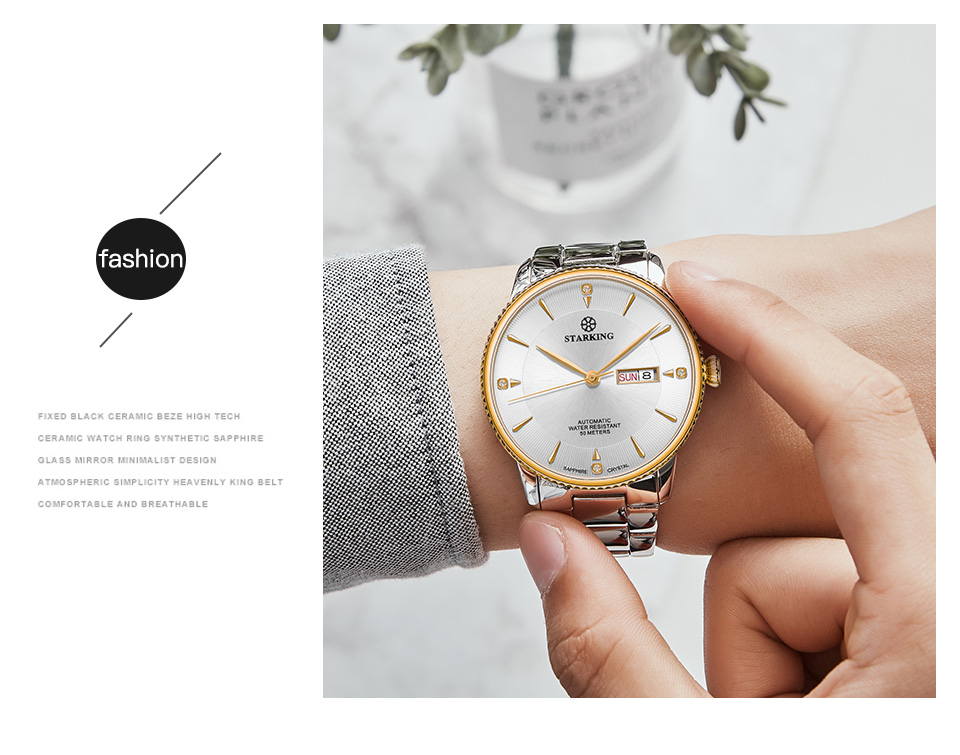 fashion
FIXED BLACK CERAMIC BEZE HIGH TECH
CERAMIC WATCH RING SYNTHETIC SAPPHIRE
GLASS MIRROR MINIMALIST DESIGN
ATMOSPHERIC SIMPLICITY HEAVENLY KING BELT
COMFORTABLE AND BREATHABLE
STARKING
SUN 8
AUTOMATIC
WATER RESISTANT
50 METERS
SAPPHIRE CRYSTAL